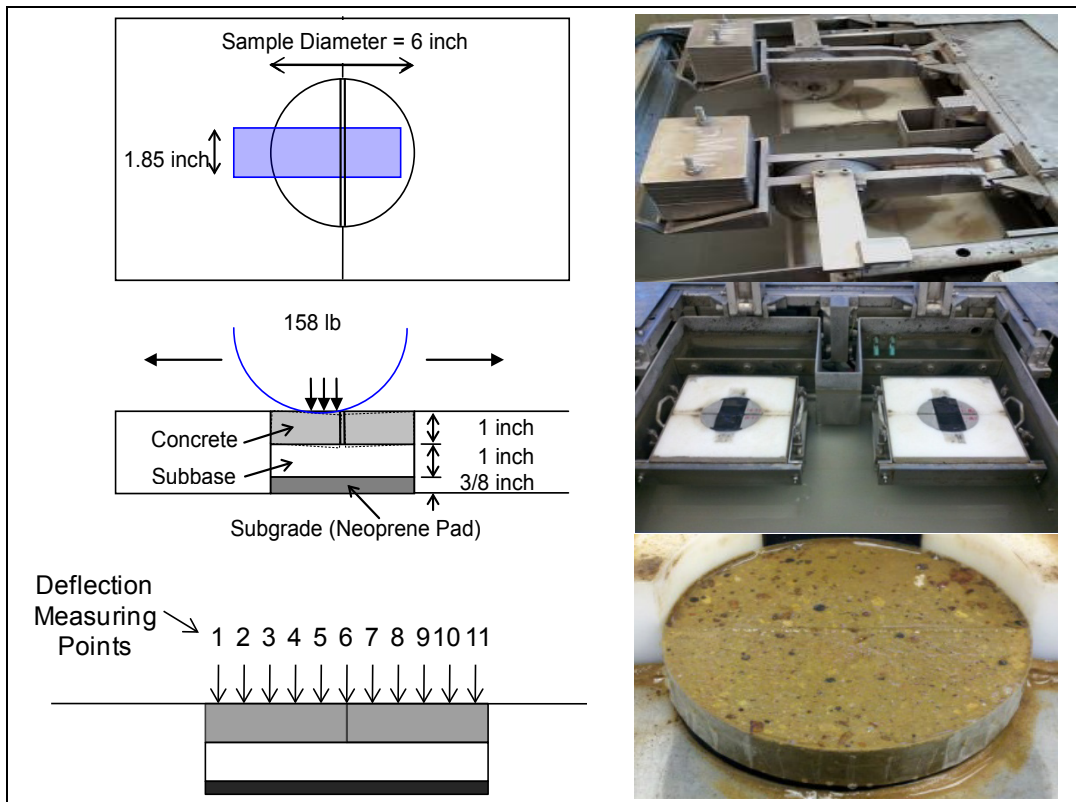 Sample Diameter = 6 inch
1.85 inch
158 lb
Concrete
1 inch
Subbase
1 inch
3/8 inch
Subgrade (Neoprene Pad)
Deflection
Measuring
Points
1 2 3 4 5 6 7 8 9 10 11